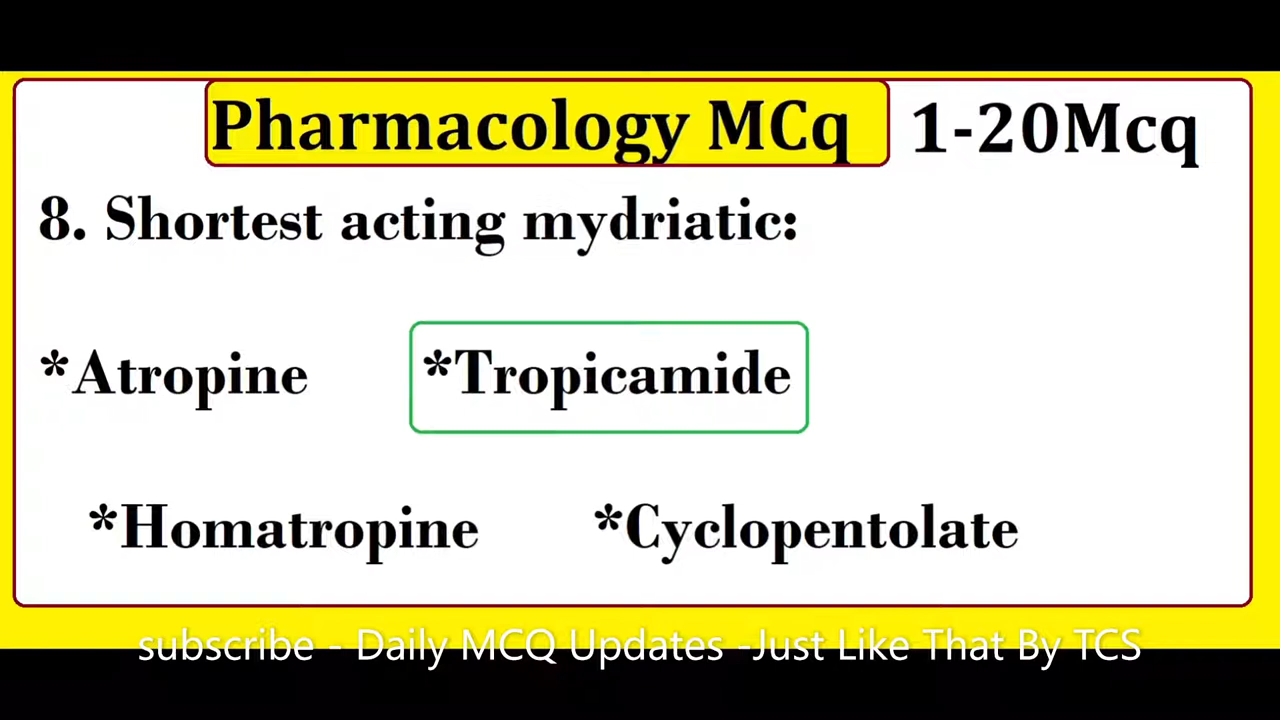 Pharmacology MCq 1-20Mcq
8. Shortest acting mydriatic:
*Atropine *Tropicamide
*Homatropine *Cyclopentolate
subscribe - Daily MCQ Updates -Just Like That By TCS